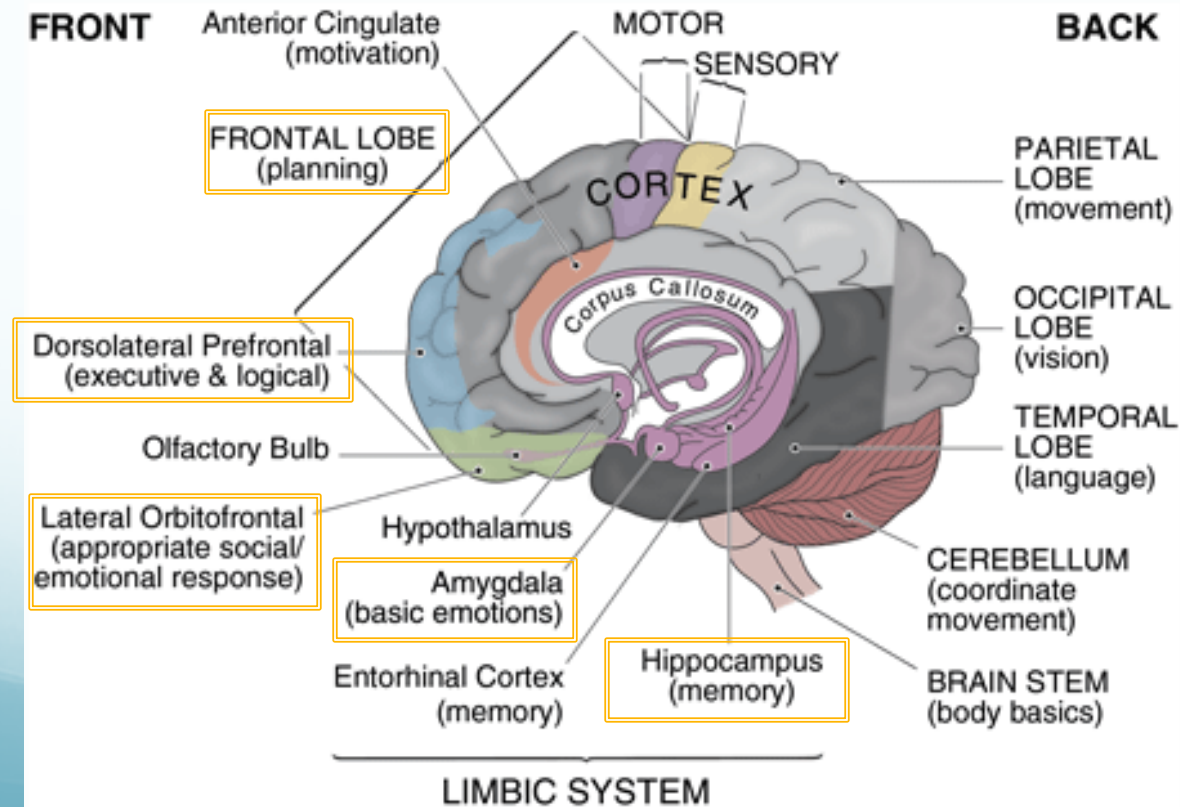 FRONT
Anterior Cingulate
(motivation)
MOTOR
SENSORY
BACK
FRONTAL LOBE
(planning)
CORTEX
PARIETAL
LOBE
(movement)
Corpus Callosum
OCCIPITAL
LOBE
(vision)
Dorsolateral Prefrontal
(executive & logical)
TEMPORAL
LOBE
(language)
Olfactory Bulb
Lateral Orbitofrontal
(appropriate social/
emotional response)
Hypothalamus
Amygdala
(basic emotions)
CEREBELLUM
(coordinate
movement)
Entorhinal Cortex
(memory)
Hippocampus
(memory)
BRAIN STEM
(body basics)
LIMBIC SYSTEM